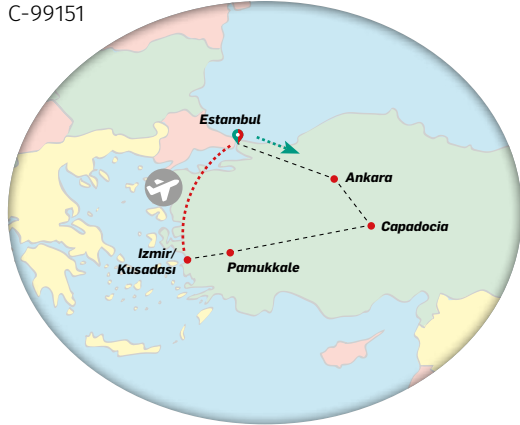 C-99151
Estambul
Ankara
Capadocia
Izmir/
Kusadası
Pamukkale